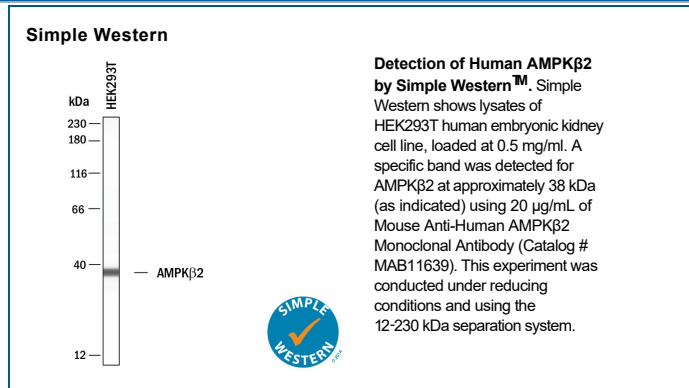 Simple Western
HEK293T
kDa
230
180
116
66
40
12
AMPKβ2
SIMPLE
WESTERN
©2014
Detection of Human AMPKβ2
by Simple Western™. Simple
Western shows lysates of
HEK293T human embryonic kidney
cell line, loaded at 0.5 mg/ml. A
specific band was detected for
AMPKβ2 at approximately 38 kDa
(as indicated) using 20 µg/mL of
Mouse Anti-Human AMPKβ2
Monoclonal Antibody (Catalog #
MAB11639). This experiment was
conducted under reducing
conditions and using the
12-230 kDa separation system.